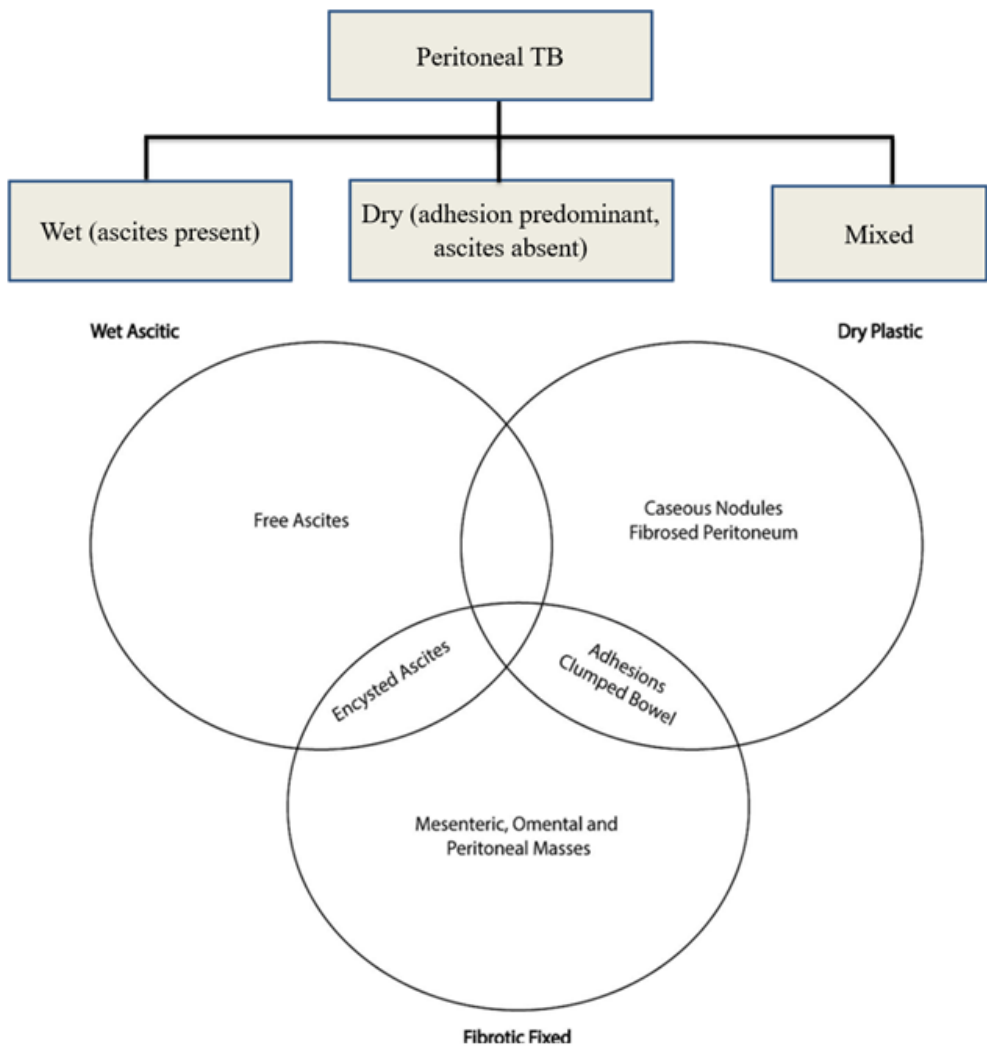 Peritoneal TB
Wet (ascites present)
Dry (adhesion predominant,
ascites absent)
Mixed
Wet Ascitic
Dry Plastic
Free Ascites
Caseous Nodules
Fibrosed Peritoneum
Encysted Ascites
Adhesions
Clumped Bowel
Mesenteric, Omental and
Peritoneal Masses
Fibrotic Fixed